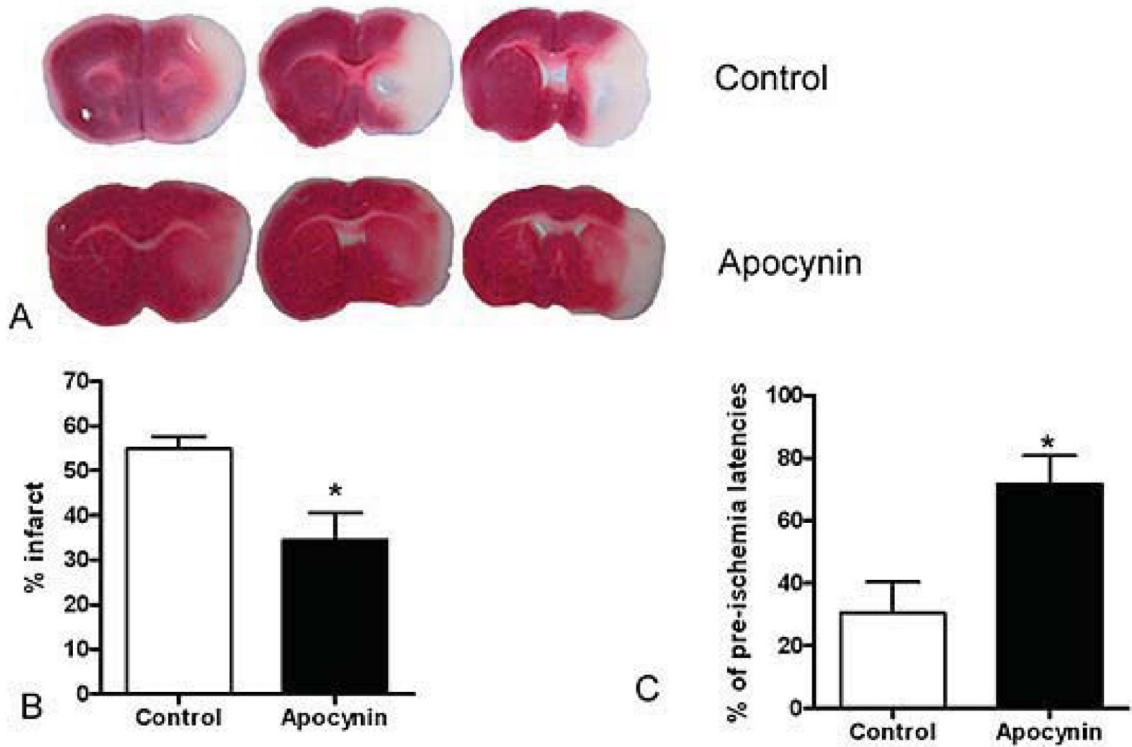 Control
Apocynin
A
% infarct
70
60
50
40
30
20
10
0
*
Control
Apocynin
B
% of pre-ischemia latencies
100
80
60
40
20
0
*
Control
Apocynin
C